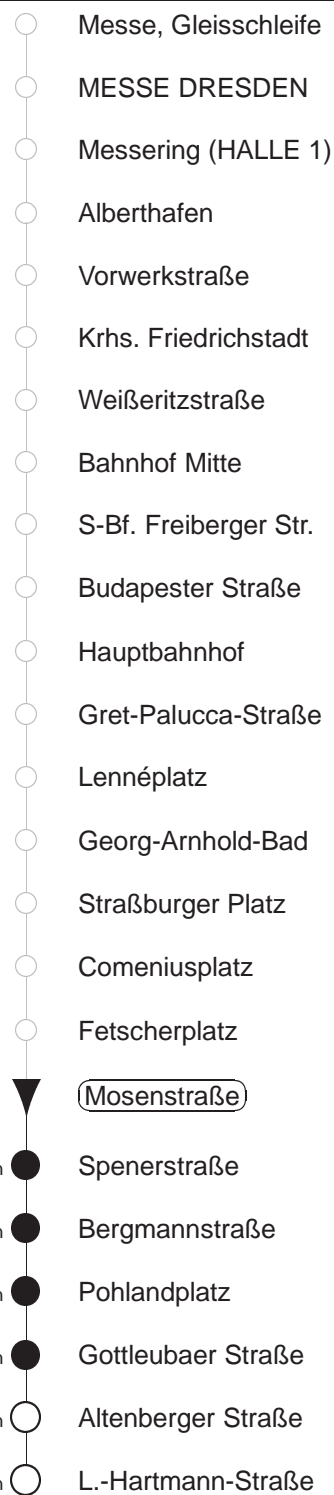 Messe, Gleisschleife
MESSE DRESDEN
Messering (HALLE 1)
Alberthafen
Vorwerkstraße
Krhs. Friedrichstadt
Weißeritzstraße
Bahnhof Mitte
S-Bf. Freiberger Str.
Budapester Straße
Hauptbahnhof
Gret-Palucca-Straße
Lennéplatz
Georg-Arnhold-Bad
Straßburger Platz
Comeniusplatz
Fetscherplatz
Mosenstraße
Spenerstraße
Bergmannstraße
Pohlandplatz
Gottleubaer Straße
Altenberger Straße
L.-Hartmann-Straße